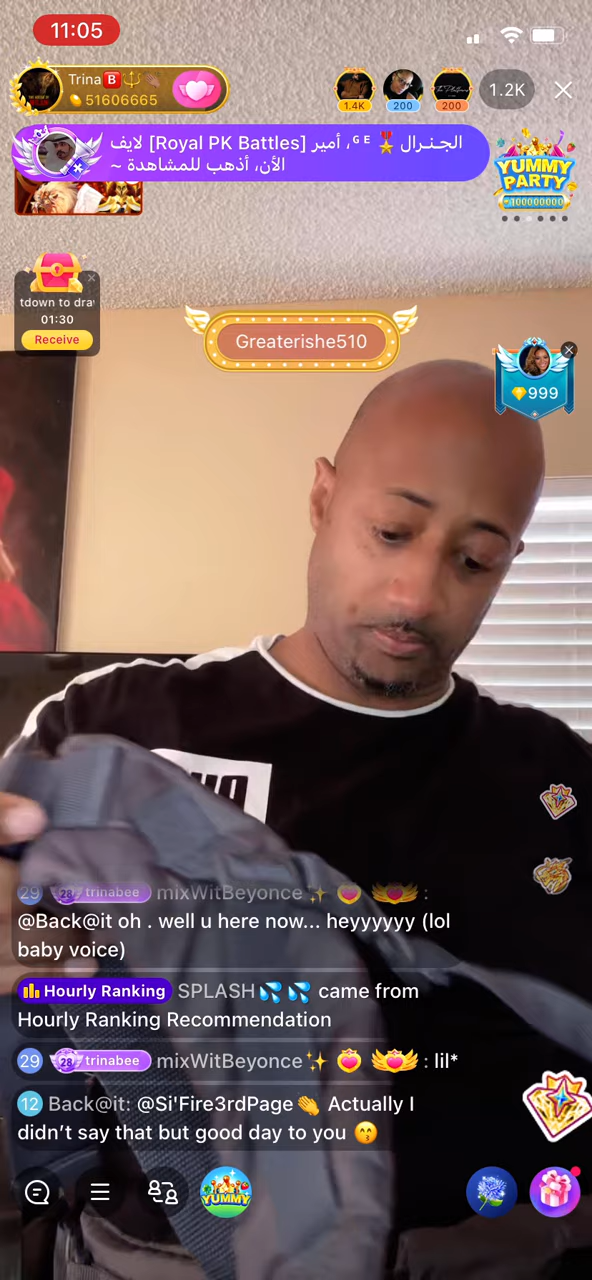 11:05
Trina🅱️🔱👏🏽
51606665
1.4K
200
200
1.2K
الجنـرال 🎖️ ᴳᴱ، أمير [Royal PK Battles] لايف
الأن، أذهب للمشاهدة ~
YUMMY
PARTY
100000000
tdown to dra
01:30
Receive
Greaterishe510
999
29 28 trinabee mixWitBeyonce✨ :
@Back@it oh . well u here now... heyyyyyy (lol
baby voice)
Hourly Ranking SPLASH💦💦 came from
Hourly Ranking Recommendation
29 28 trinabee mixWitBeyonce✨ : lil*
12 Back@it: @Si'Fire3rdPage👏 Actually I
didn’t say that but good day to you 😙
YUMMY